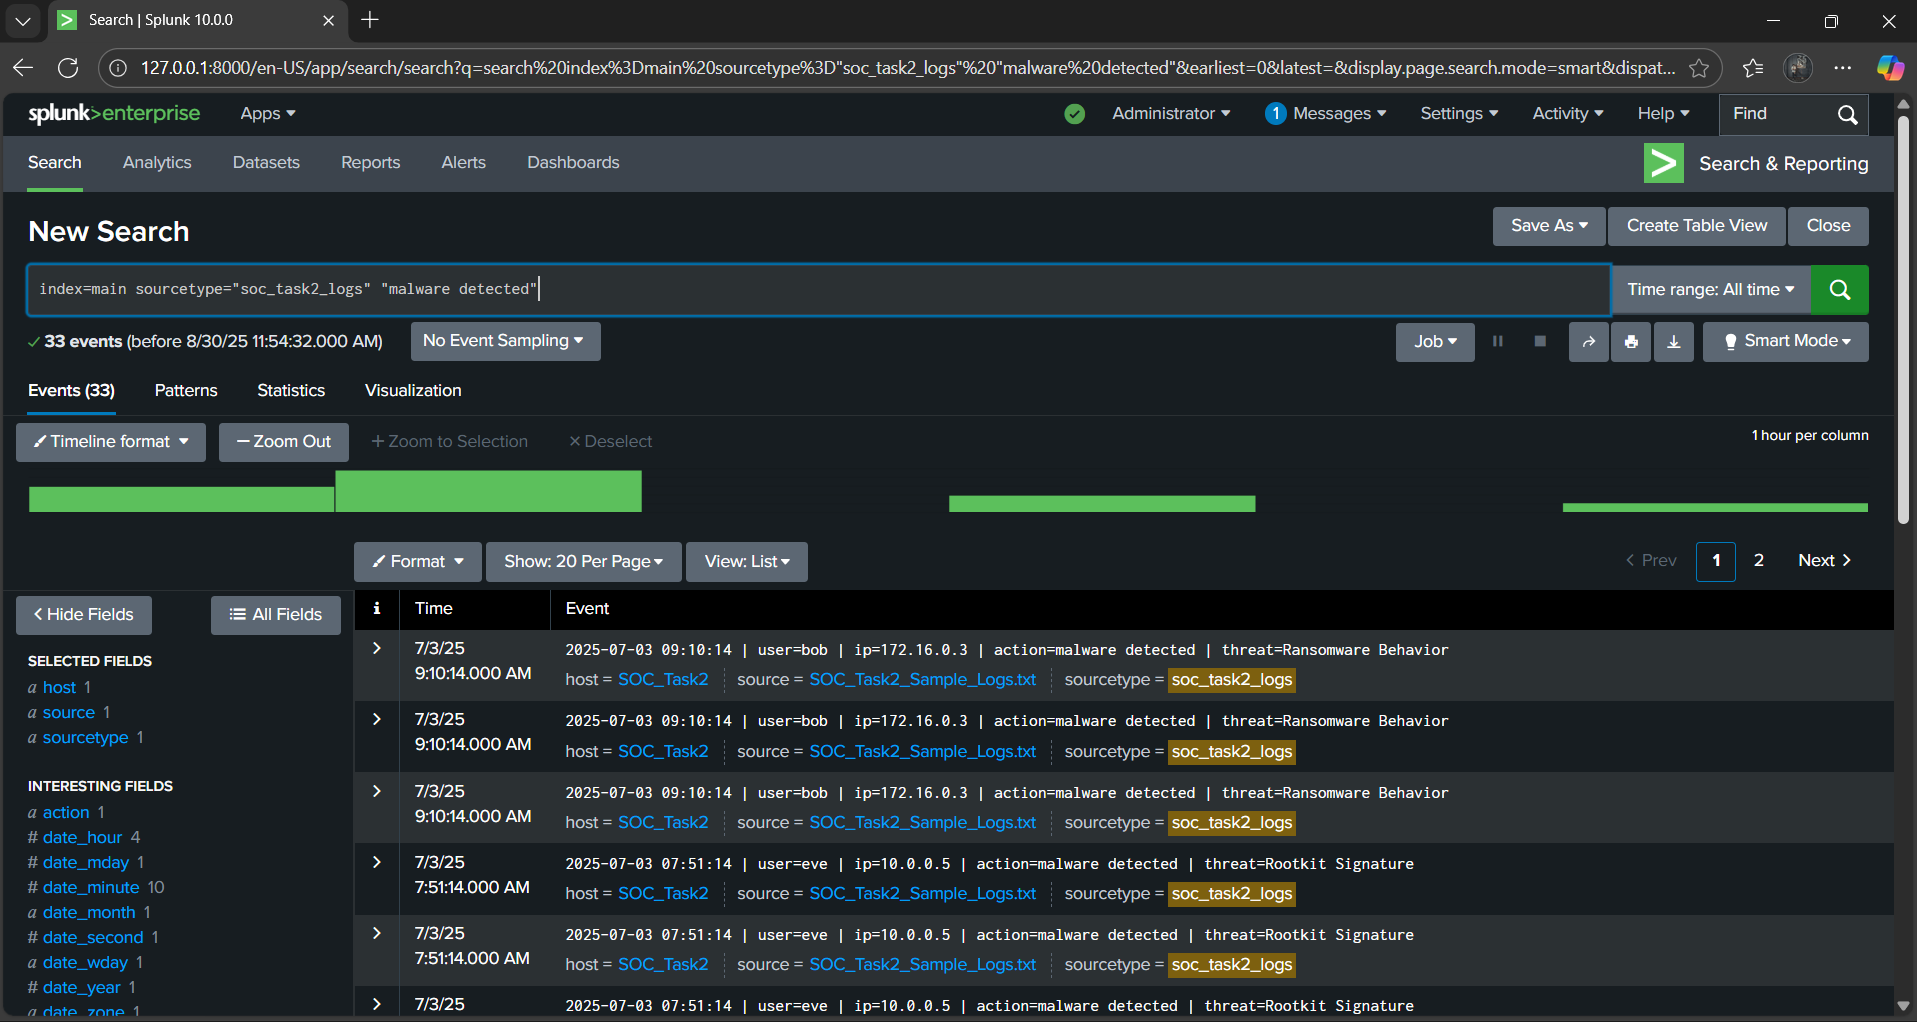 Search | Splunk 10.0.0
127.0.0.1:8000/en-US/app/search/search?q=search%20index%3Dmain%20sourcetype%3D"soc_task2_logs"%20"malware%20detected"&earliest=0&latest=&display.page.search.mode=smart&dispat...
splunk>enterprise Apps Administrator 1 Messages Settings Activity Help Find
Search Analytics Datasets Reports Alerts Dashboards Search & Reporting
New Search Save As Create Table View Close
index=main sourcetype="soc_task2_logs" "malware detected" Time range: All time
33 events (before 8/30/25 11:54:32.000 AM) No Event Sampling Job Smart Mode
Events (33) Patterns Statistics Visualization
Timeline format — Zoom Out + Zoom to Selection × Deselect 1 hour per column
Format Show: 20 Per Page View: List < Prev 1 2 Next >
< Hide Fields All Fields i Time Event
SELECTED FIELDS
a host 1
a source 1
a sourcetype 1
INTERESTING FIELDS
a action 1
# date_hour 4
# date_mday 1
# date_minute 10
a date_month 1
# date_second 1
a date_wday 1
# date_year 1
a date_zone 1
> 7/3/25 2025-07-03 09:10:14 | user=bob | ip=172.16.0.3 | action=malware detected | threat=Ransomware Behavior
9:10:14.000 AM host = SOC_Task2 source = SOC_Task2_Sample_Logs.txt sourcetype = soc_task2_logs
> 7/3/25 2025-07-03 09:10:14 | user=bob | ip=172.16.0.3 | action=malware detected | threat=Ransomware Behavior
9:10:14.000 AM host = SOC_Task2 source = SOC_Task2_Sample_Logs.txt sourcetype = soc_task2_logs
> 7/3/25 2025-07-03 09:10:14 | user=bob | ip=172.16.0.3 | action=malware detected | threat=Ransomware Behavior
9:10:14.000 AM host = SOC_Task2 source = SOC_Task2_Sample_Logs.txt sourcetype = soc_task2_logs
> 7/3/25 2025-07-03 07:51:14 | user=eve | ip=10.0.0.5 | action=malware detected | threat=Rootkit Signature
7:51:14.000 AM host = SOC_Task2 source = SOC_Task2_Sample_Logs.txt sourcetype = soc_task2_logs
> 7/3/25 2025-07-03 07:51:14 | user=eve | ip=10.0.0.5 | action=malware detected | threat=Rootkit Signature
7:51:14.000 AM host = SOC_Task2 source = SOC_Task2_Sample_Logs.txt sourcetype = soc_task2_logs
> 7/3/25 2025-07-03 07:51:14 | user=eve | ip=10.0.0.5 | action=malware detected | threat=Rootkit Signature